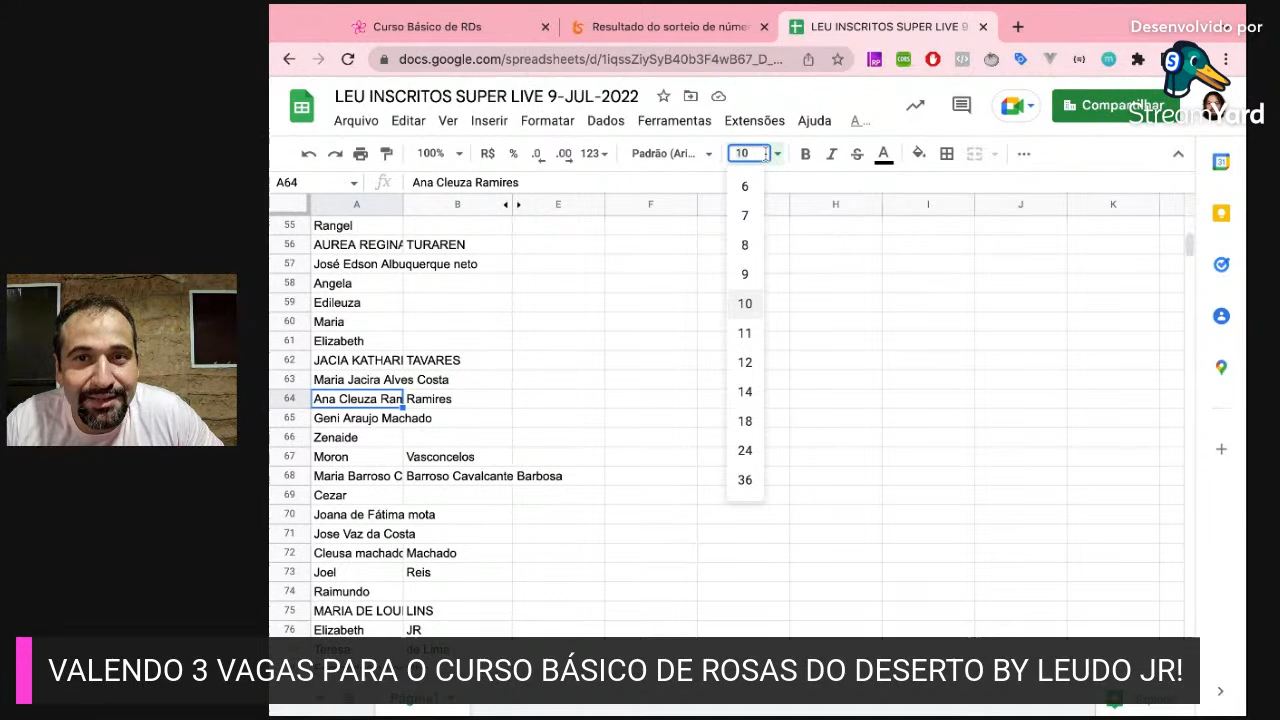 Curso Básico de RDs
Resultado do sorteio de núme
LEU INSCRITOS SUPER LIVE 9
Desenvolvido por
StreamYard
docs.google.com/spreadsheets/d/1iqssZiySyB40b3F4wB67_D_...
LEU INSCRITOS SUPER LIVE 9-JUL-2022
Compartilhar
Arquivo Editar Ver Inserir Formatar Dados Ferramentas Extensões Ajuda A...
100% R$ % .0 .00 123 Padrão (Ari... 10 B I S A
A64 fx Ana Cleuza Ramires
A B E F H I J K
6
7
8
9
10
11
12
14
18
24
36
55 Rangel
56 AUREA REGINA TURAREN
57 José Edson Albuquerque neto
58 Angela
59 Edileuza
60 Maria
61 Elizabeth
62 JACIA KATHARI TAVARES
63 Maria Jacira Alves Costa
64 Ana Cleuza Ram Ramires
65 Geni Araujo Machado
66 Zenaide
67 Moron Vasconcelos
68 Maria Barroso C Barroso Cavalcante Barbosa
69 Cezar
70 Joana de Fátima mota
71 Jose Vaz da Costa
72 Cleusa machado Machado
73 Joel Reis
74 Raimundo
75 MARIA DE LOUI LINS
76 Elizabeth JR
Teresa de Lima
VALENDO 3 VAGAS PARA O CURSO BÁSICO DE ROSAS DO DESERTO BY LEUDO JR!
Página1